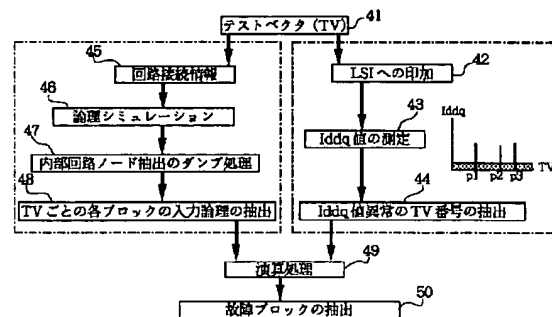 テストベクタ（TV） 41
45
回路接続情報
46
論理シミュレーション
47
内部回路ノード抽出のダンプ処理
48
TVごとの各ブロックの入力論理の抽出
LSIへの印加 42
43
Iddq値の測定
Iddq
TV
p1 p2 p3
44
Iddq値異常のTV番号の抽出
演算処理 49
故障ブロックの抽出 50